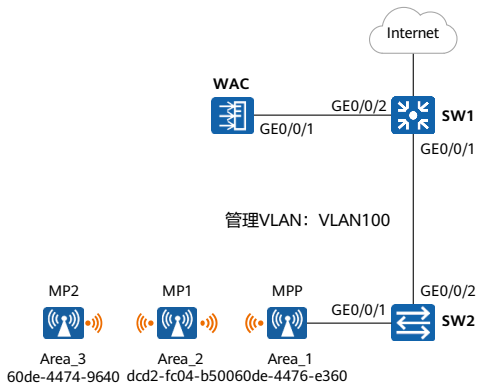 Internet
WAC
GE0/0/2
SW1
GE0/0/1
GE0/0/1
管理VLAN：VLAN100
MP2
MP1
MPP
GE0/0/2
GE0/0/1
SW2
Area_3
Area_2
Area_1
60de-4474-9640
dcd2-fc04-b500
60de-4476-e360